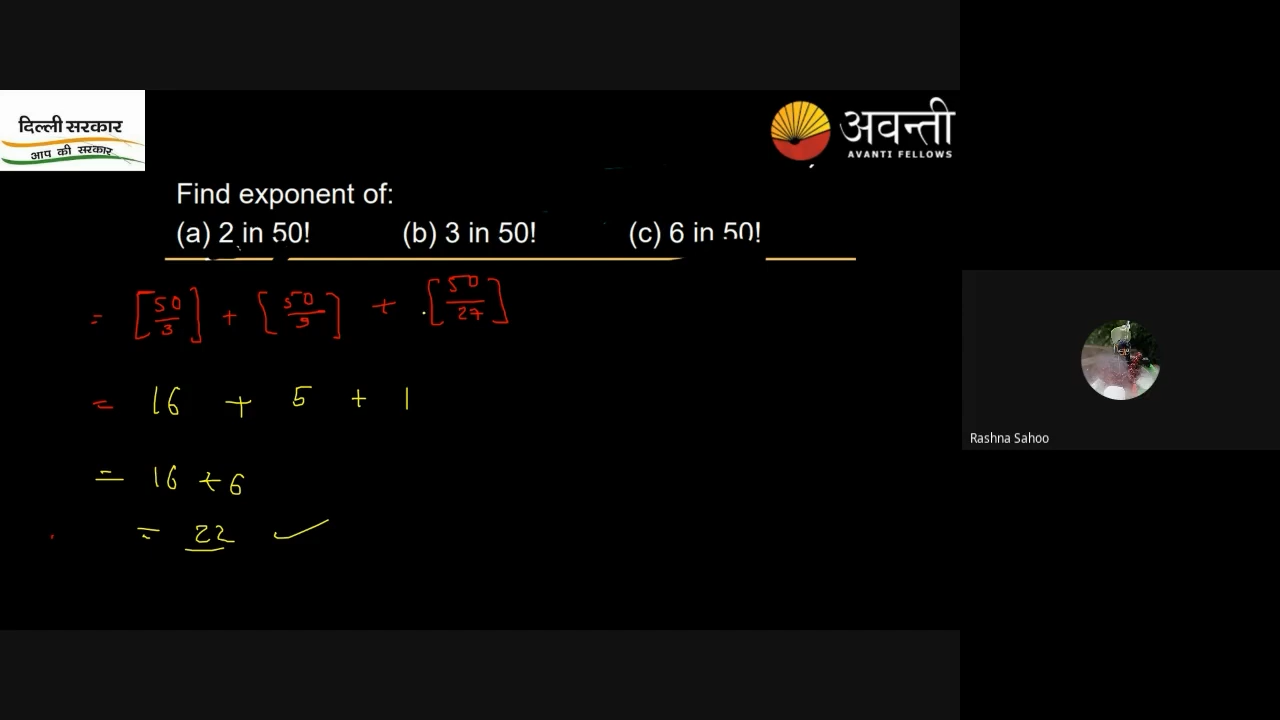 दिल्ली सरकार
आप की सरकार
अवन्ती
AVANTI FELLOWS
Find exponent of:
(a) 2 in 50! (b) 3 in 50! (c) 6 in 50!
= [50/3] + [50/9] + [50/27]
= 16 + 5 + 1
= 16 + 6
= 22 ✓
Rashna Sahoo